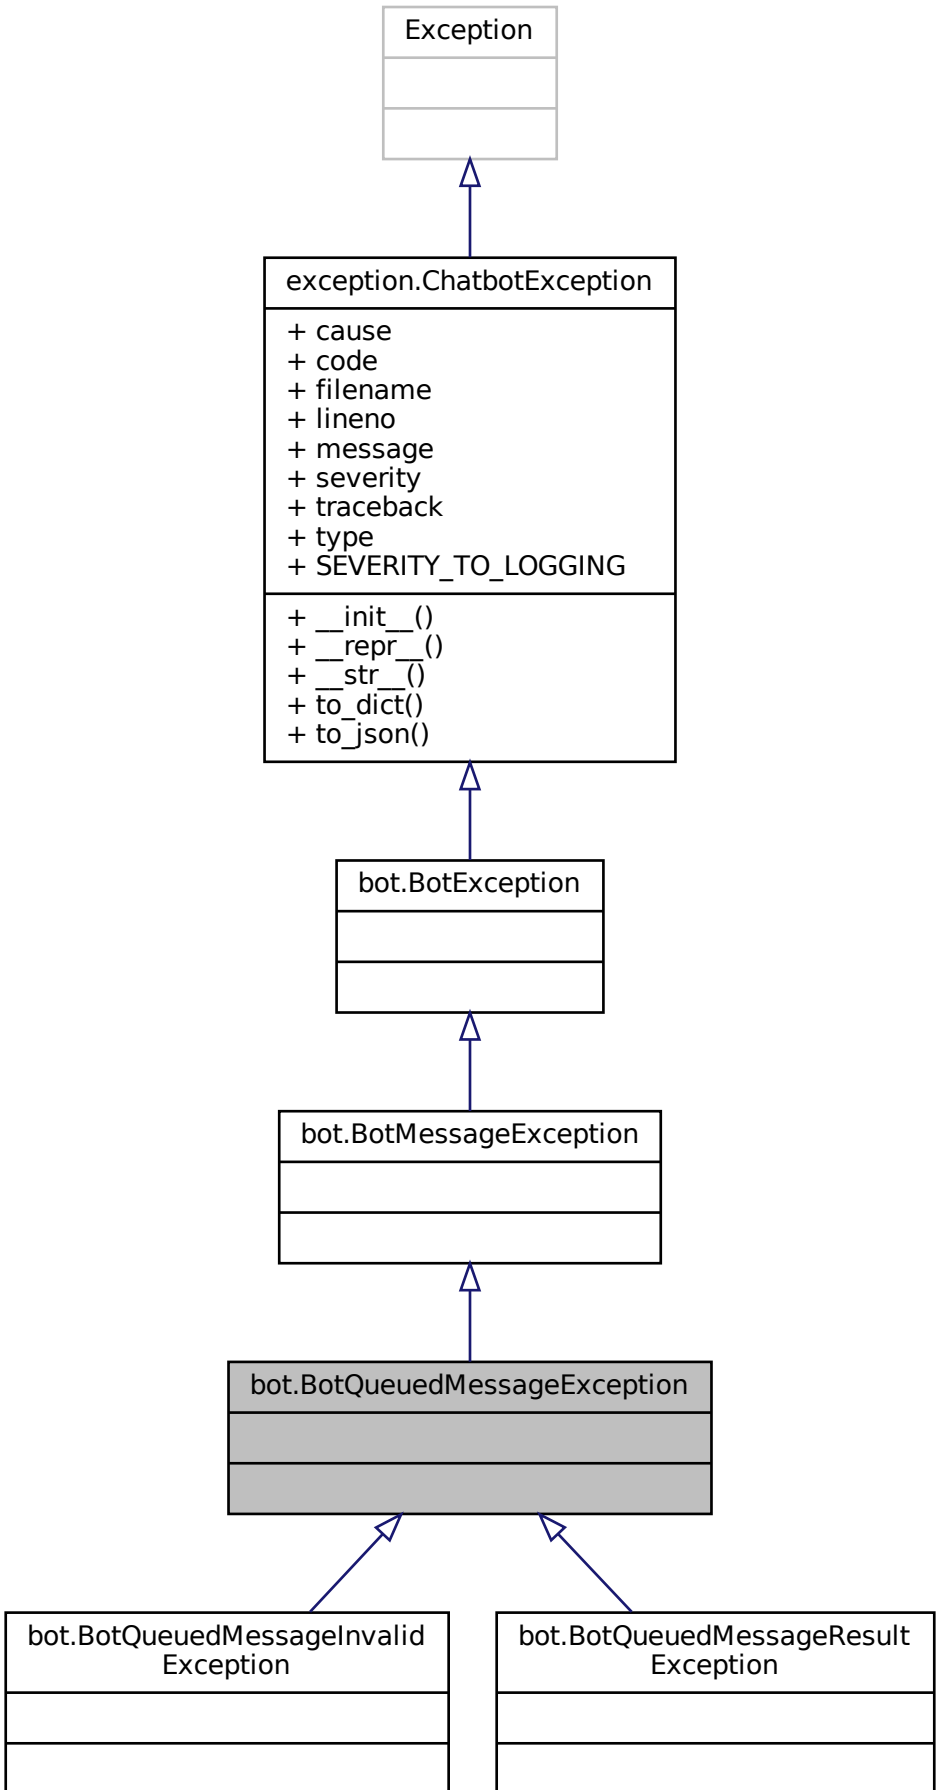 Exception
exception.ChatbotException
+ cause
+ code
+ filename
+ lineno
+ message
+ severity
+ traceback
+ type
+ SEVERITY_TO_LOGGING
+ __init__()
+ __repr__()
+ __str__()
+ to_dict()
+ to_json()
bot.BotException
bot.BotMessageException
bot.BotQueuedMessageException
bot.BotQueuedMessageInvalid
Exception
bot.BotQueuedMessageResult
Exception